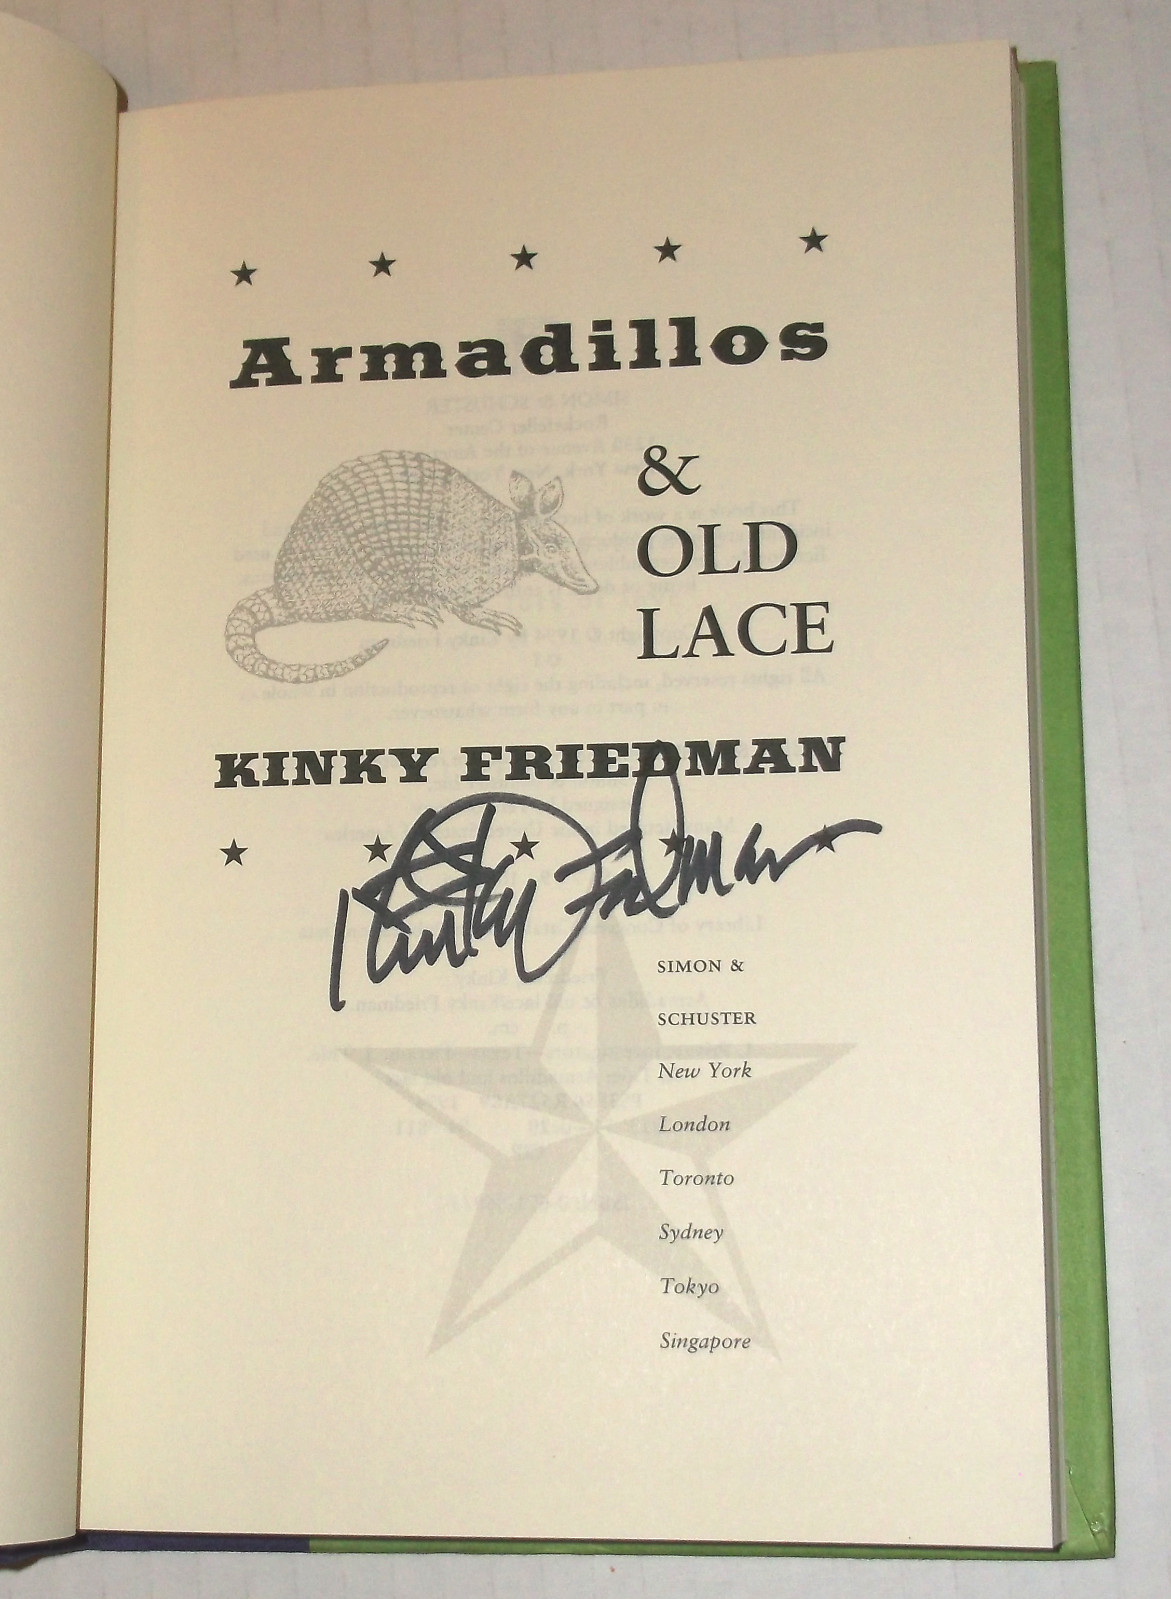 Armadillos
&
OLD
LACE
KINKY FRIEDMAN
Kinky Friedman
SIMON &
SCHUSTER
New York
London
Toronto
Sydney
Tokyo
Singapore